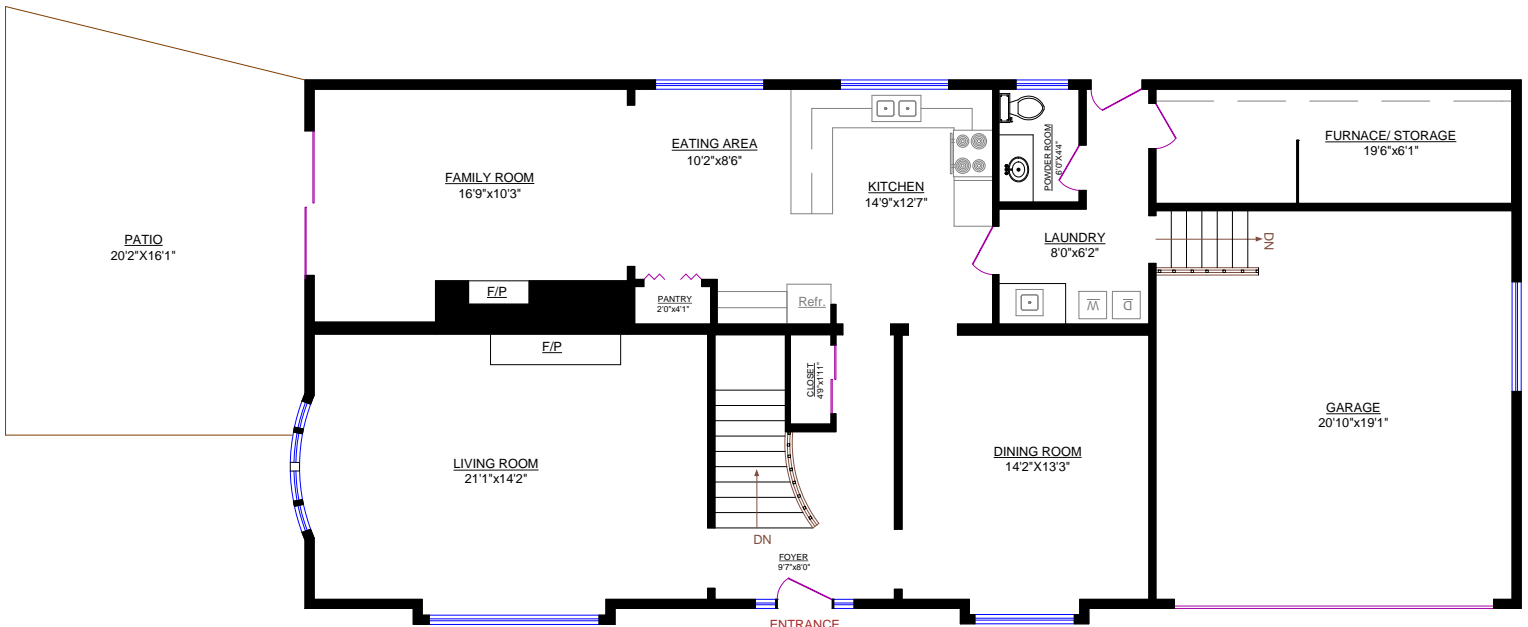 PATIO
20'2"X16'1"
FAMILY ROOM
16'9"x10'3"
EATING AREA
10'2"x8'6"
KITCHEN
14'9"x12'7"
POWDER ROOM
6'0"X4'4"
FURNACE/ STORAGE
19'6"x6'1"
LAUNDRY
8'0"x6'2"
DN
F/P
PANTRY
2'0"x4'1"
Refr.
W
D
F/P
CLOSET
4'9"x1'11"
LIVING ROOM
21'1"x14'2"
DINING ROOM
14'2"X13'3"
GARAGE
20'10"x19'1"
DN
FOYER
9'7"x8'0"
ENTRANCE